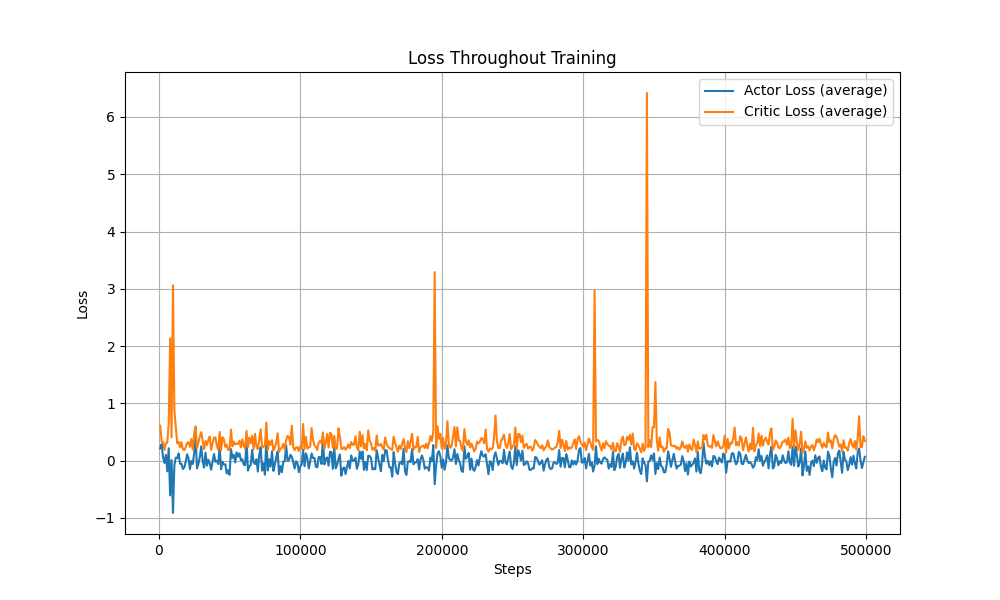 Loss Throughout Training
Actor Loss (average)
Critic Loss (average)
6
5
4
3
2
1
0
−1
Loss
0
100000
200000
300000
400000
500000
Steps